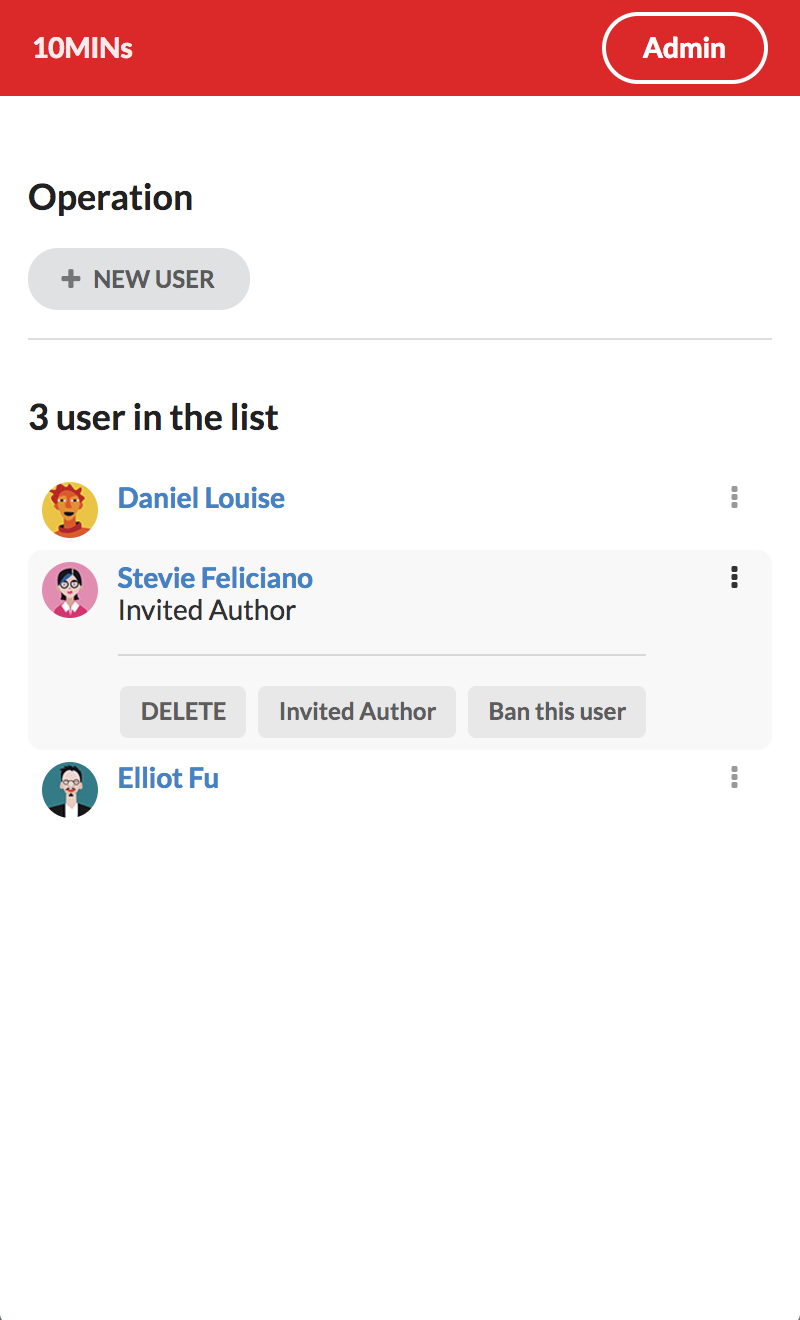 10MINs
Admin
Operation
NEW USER
3 user in the list
Daniel Louise
Stevie Feliciano
Invited Author
DELETE Invited Author Ban this user
Elliot Fu